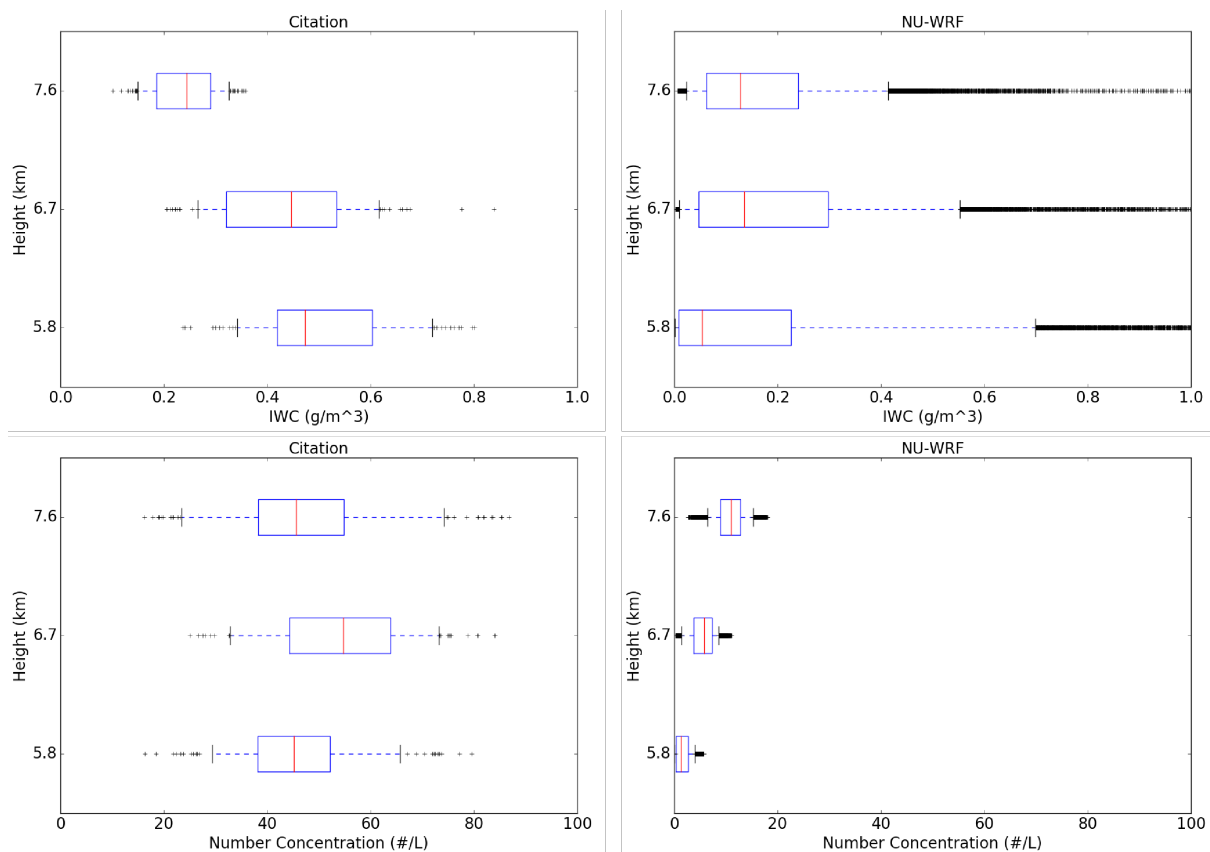 Citation
7.6
6.7
5.8
Height (km)
0.0 0.2 0.4 0.6 0.8 1.0
IWC (g/m^3)
NU-WRF
7.6
6.7
5.8
Height (km)
0.0 0.2 0.4 0.6 0.8 1.0
IWC (g/m^3)
Citation
7.6
6.7
5.8
Height (km)
0 20 40 60 80 100
Number Concentration (#/L)
NU-WRF
7.6
6.7
5.8
Height (km)
0 20 40 60 80 100
Number Concentration (#/L)